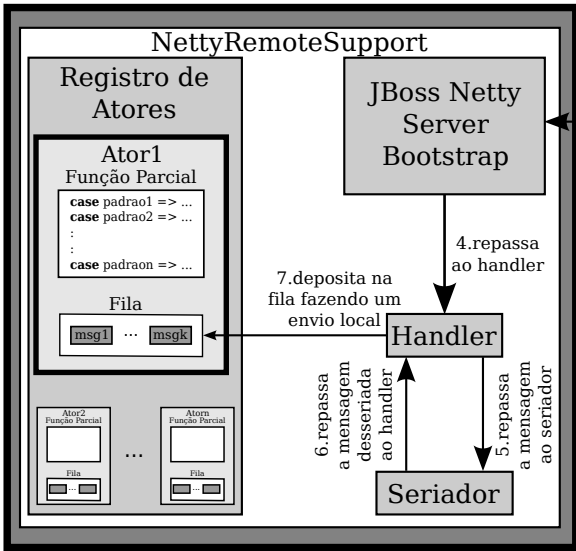 NettyRemoteSupport
Registro de
Atores
Ator1
Função Parcial
case padrao1 => ...
case padrao2 => ...
:
:
case padraon => ...
Fila
msg1 ... msgk
Ator2
Função Parcial
Fila
...
...
Atorn
Função Parcial
Fila
...
JBoss Netty
Server
Bootstrap
4.repassa
ao handler
7.deposita na
fila fazendo um
envio local
Handler
6.repassa
a mensagem
desseriada
ao handler
5.repassa
a mensagem
ao seriador
Seriador